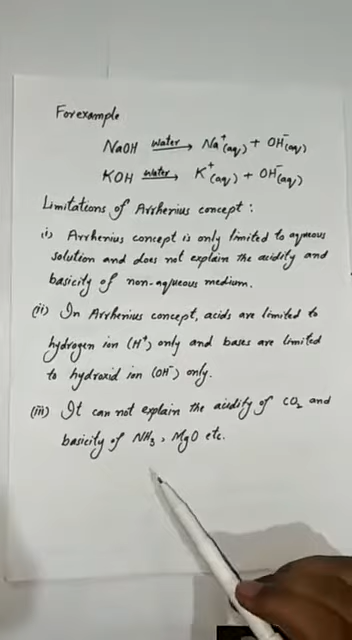 For example
NaOH water→ Na⁺(aq) + OH⁻(aq)
KOH water→ K⁺(aq) + OH⁻(aq)
Limitations of Arrhenius concept :
(i) Arrhenius concept is only limited to aqueous
solution and does not explain the acidity and
basicity of non-aqueous medium.
(ii) In Arrhenius concept, acids are limited to
hydrogen ion (H⁺) only and bases are limited
to hydroxid ion (OH⁻) only.
(iii) It can not explain the acidity of CO₂ and
basicity of NH₃, MgO etc.